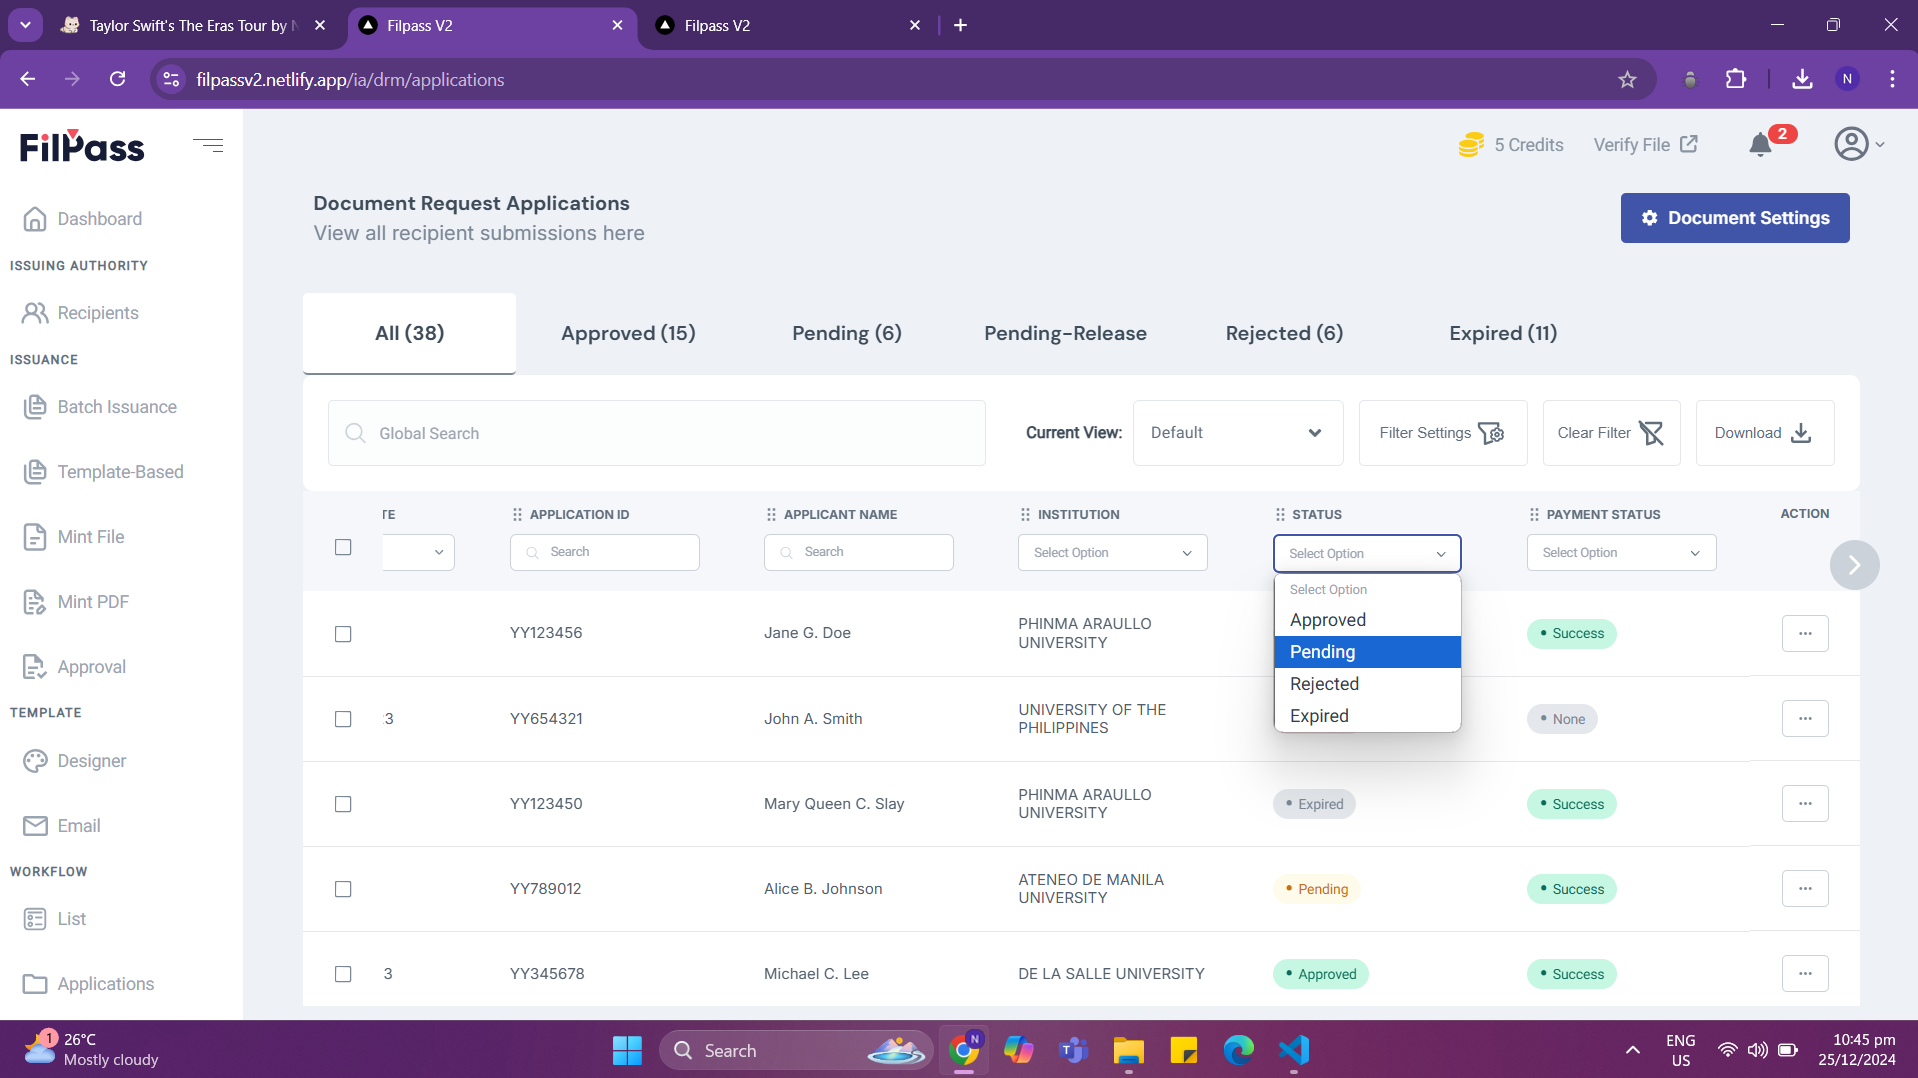 Taylor Swift's The Eras Tour by
Filpass V2
Filpass V2
filpassv2.netlify.app/ia/drm/applications
N
FilPass
5 Credits
Verify File
2
Document Request Applications
View all recipient submissions here
Document Settings
Dashboard
ISSUING AUTHORITY
Recipients
ISSUANCE
Batch Issuance
Template-Based
Mint File
Mint PDF
Approval
TEMPLATE
Designer
Email
WORKFLOW
List
Applications
All (38)
Approved (15)
Pending (6)
Pending-Release
Rejected (6)
Expired (11)
Global Search
Current View:
Default
Filter Settings
Clear Filter
Download
TE
APPLICATION ID
APPLICANT NAME
INSTITUTION
STATUS
PAYMENT STATUS
ACTION
Search
Search
Select Option
Select Option
Select Option
Select Option
Approved
Pending
Rejected
Expired
YY123456
Jane G. Doe
PHINMA ARAULLO
UNIVERSITY
Success
3
YY654321
John A. Smith
UNIVERSITY OF THE
PHILIPPINES
None
YY123450
Mary Queen C. Slay
PHINMA ARAULLO
UNIVERSITY
Expired
Success
YY789012
Alice B. Johnson
ATENEO DE MANILA
UNIVERSITY
Pending
Success
3
YY345678
Michael C. Lee
DE LA SALLE UNIVERSITY
Approved
Success
1
26°C
Mostly cloudy
Search
N
ENG
US
10:45 pm
25/12/2024